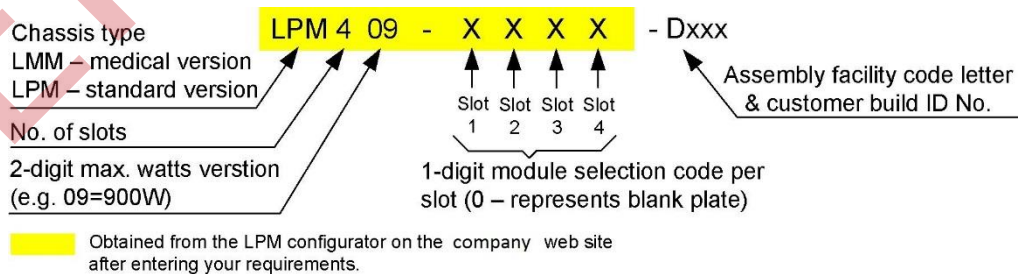 LPM 4 09 - X X X X - Dxxx
Chassis type
LMM – medical version
LPM – standard version
No. of slots
2-digit max. watts verstion
(e.g. 09=900W)
Slot Slot Slot Slot
1 2 3 4
1-digit module selection code per
slot (0 – represents blank plate)
Assembly facility code letter
& customer build ID No.
Obtained from the LPM configurator on the company web site
after entering your requirements.